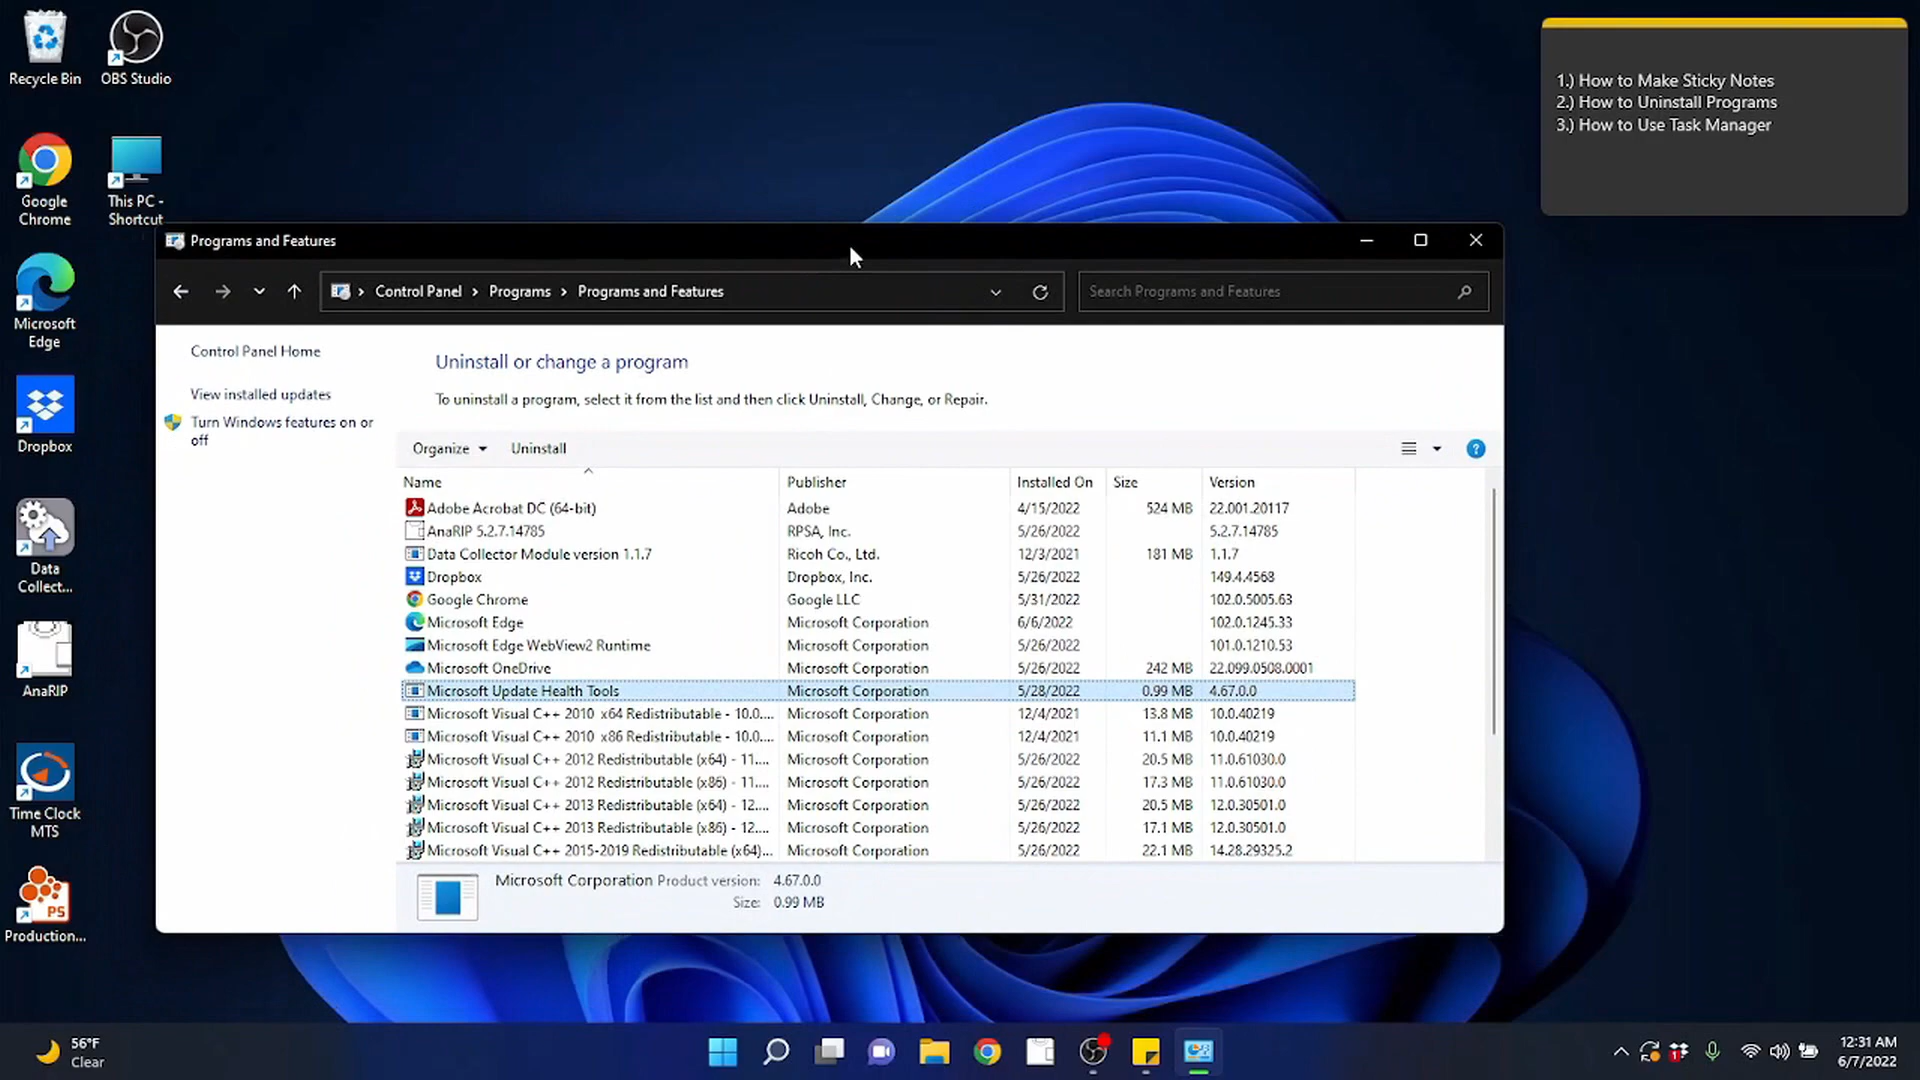 Recycle Bin
OBS Studio
Google
Chrome
This PC -
Shortcut
Microsoft
Edge
Dropbox
Data
Collect...
AnaRIP
Time Clock
MTS
PS
Production...
1.) How to Make Sticky Notes
2.) How to Uninstall Programs
3.) How to Use Task Manager
Programs and Features
Control Panel > Programs > Programs and Features
Search Programs and Features
Control Panel Home
View installed updates
Turn Windows features on or
off
Uninstall or change a program
To uninstall a program, select it from the list and then click Uninstall, Change, or Repair.
Organize Uninstall
Name Publisher Installed On Size Version
Adobe Acrobat DC (64-bit) Adobe 4/15/2022 524 MB 22.001.20117
AnaRIP 5.2.7.14785 RPSA, Inc. 5/26/2022 5.2.7.14785
Data Collector Module version 1.1.7 Ricoh Co., Ltd. 12/3/2021 181 MB 1.1.7
Dropbox Dropbox, Inc. 5/26/2022 149.4.4568
Google Chrome Google LLC 5/31/2022 102.0.5005.63
Microsoft Edge Microsoft Corporation 6/6/2022 102.0.1245.33
Microsoft Edge WebView2 Runtime Microsoft Corporation 5/26/2022 101.0.1210.53
Microsoft OneDrive Microsoft Corporation 5/26/2022 242 MB 22.099.0508.0001
Microsoft Update Health Tools Microsoft Corporation 5/28/2022 0.99 MB 4.67.0.0
Microsoft Visual C++ 2010 x64 Redistributable - 10.0.... Microsoft Corporation 12/4/2021 13.8 MB 10.0.40219
Microsoft Visual C++ 2010 x86 Redistributable - 10.0.... Microsoft Corporation 12/4/2021 11.1 MB 10.0.40219
Microsoft Visual C++ 2012 Redistributable (x64) - 11.... Microsoft Corporation 5/26/2022 20.5 MB 11.0.61030.0
Microsoft Visual C++ 2012 Redistributable (x86) - 11.... Microsoft Corporation 5/26/2022 17.3 MB 11.0.61030.0
Microsoft Visual C++ 2013 Redistributable (x64) - 12.... Microsoft Corporation 5/26/2022 20.5 MB 12.0.30501.0
Microsoft Visual C++ 2013 Redistributable (x86) - 12.... Microsoft Corporation 5/26/2022 17.1 MB 12.0.30501.0
Microsoft Visual C++ 2015-2019 Redistributable (x64)... Microsoft Corporation 5/26/2022 22.1 MB 14.28.29325.2
Microsoft Corporation Product version: 4.67.0.0
Size: 0.99 MB
56°F
Clear
12:31 AM
6/7/2022